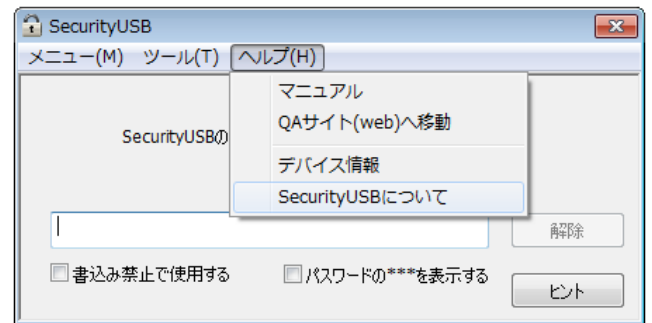 SecurityUSB
メニュー(M) ツール(T) ヘルプ(H)
マニュアル
QAサイト(web)へ移動
SecurityUSBの
デバイス情報
SecurityUSBについて
解除
書込み禁止で使用する
パスワードの***を表示する
ヒント